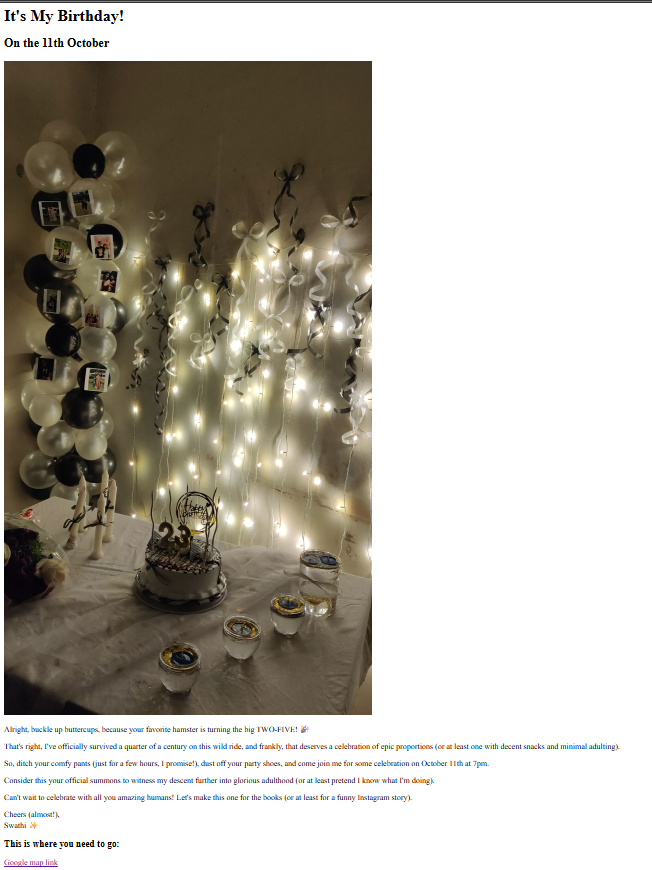 It's My Birthday!
On the 11th October
Happy
Birthday
23
Alright, buckle up buttercups, because your favorite hamster is turning the big TWO-FIVE! 🎉
That's right, I've officially survived a quarter of a century on this wild ride, and frankly, that deserves a celebration of epic proportions (or at least one with decent snacks and minimal adulting).
So, ditch your comfy pants (just for a few hours, I promise!), dust off your party shoes, and come join me for some celebration on October 11th at 7pm.
Consider this your official summons to witness my descent further into glorious adulthood (or at least pretend I know what I'm doing).
Can't wait to celebrate with all you amazing humans! Let's make this one for the books (or at least for a funny Instagram story).
Cheers (almost!),
Swathi ✨
This is where you need to go:
Google map link